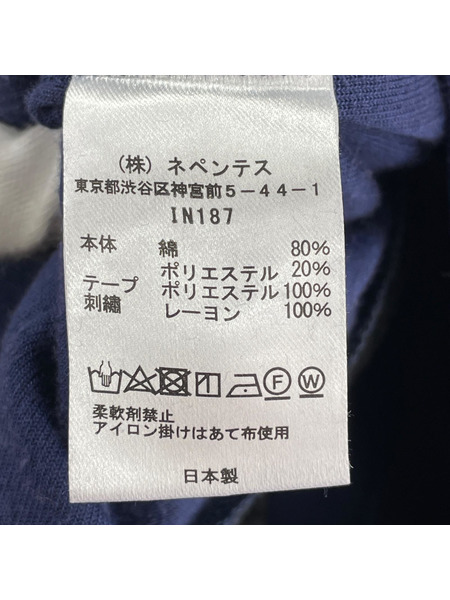 (株) ネペンテス
東京都渋谷区神宮前5-44-1
IN187
本体 綿 80%
ポリエステル 20%
テープ ポリエステル 100%
刺繍 レーヨン 100%
F W
柔軟剤禁止
アイロン掛けはあて布使用
日本製